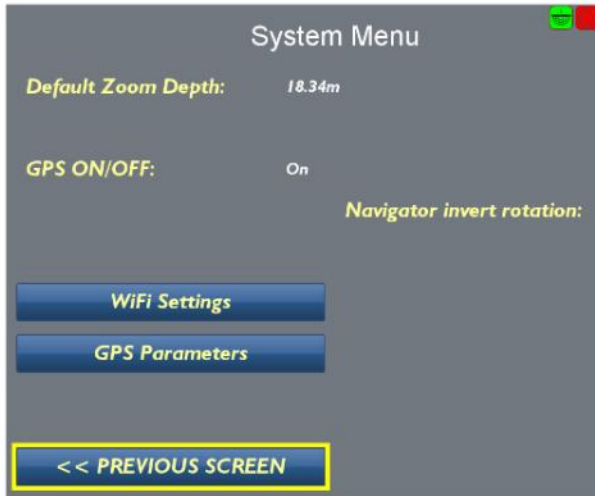 System Menu
Default Zoom Depth: 18.34m
GPS ON/OFF: On
Navigator invert rotation:
WiFi Settings
GPS Parameters
<< PREVIOUS SCREEN